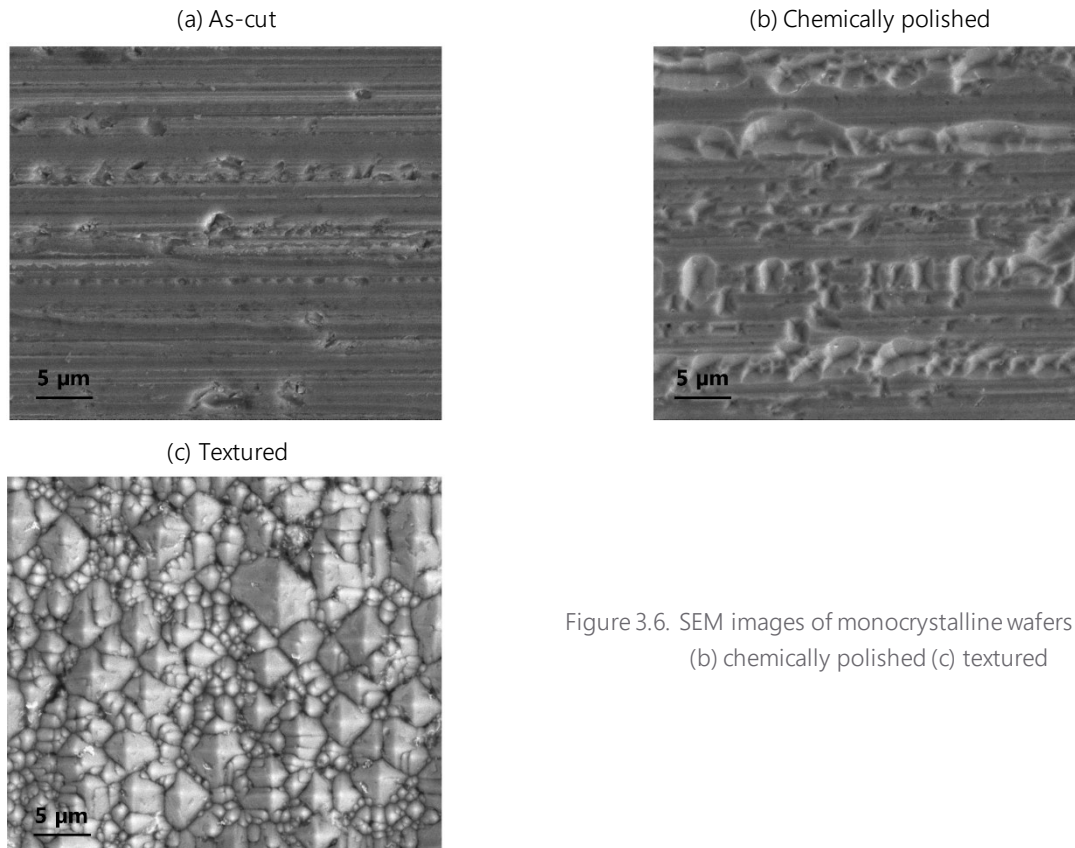 (a) As-cut
(b) Chemically polished
5 μm
5 μm
(c) Textured
5 μm
Figure 3.6. SEM images of monocrystalline wafers
(b) chemically polished (c) textured